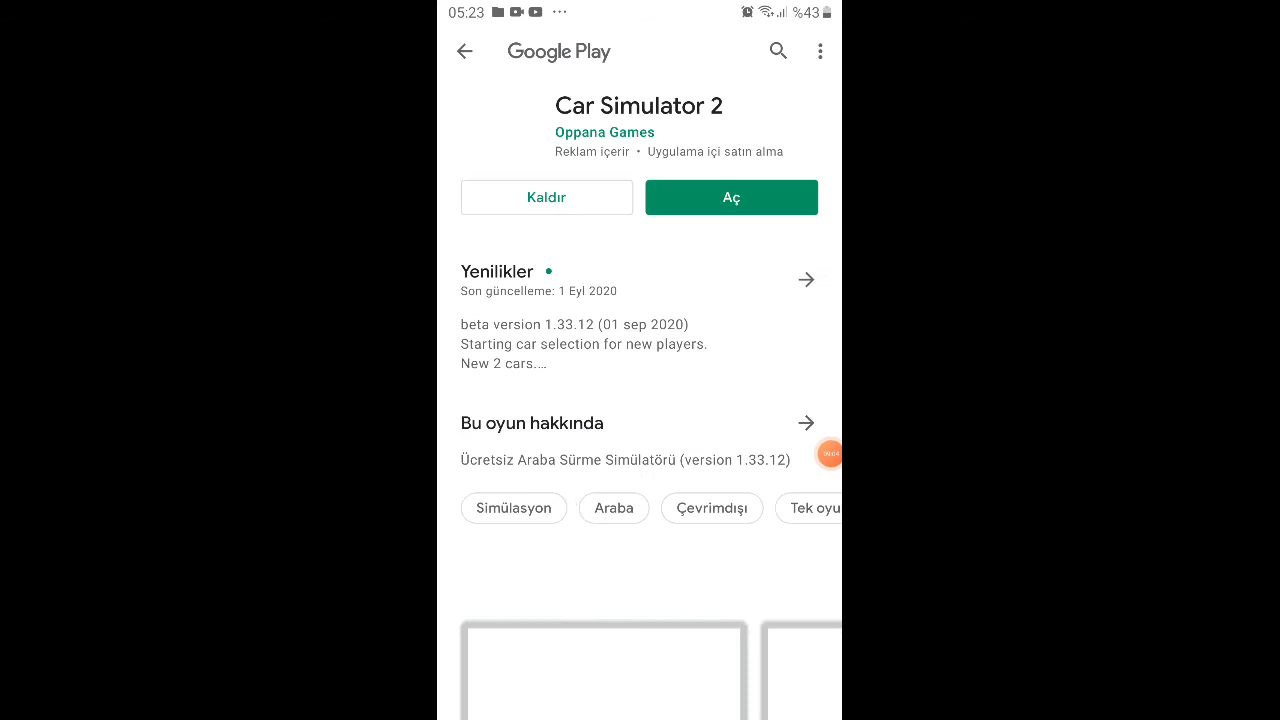 05:23 %43
Google Play
Car Simulator 2
Oppana Games
Reklam içerir • Uygulama içi satın alma
Kaldır
Aç
Yenilikler
Son güncelleme: 1 Eyl 2020
beta version 1.33.12 (01 sep 2020)
Starting car selection for new players.
New 2 cars....
Bu oyun hakkında
Ücretsiz Araba Sürme Simülatörü (version 1.33.12)
00:04
Simülasyon Araba Çevrimdışı Tek oyu